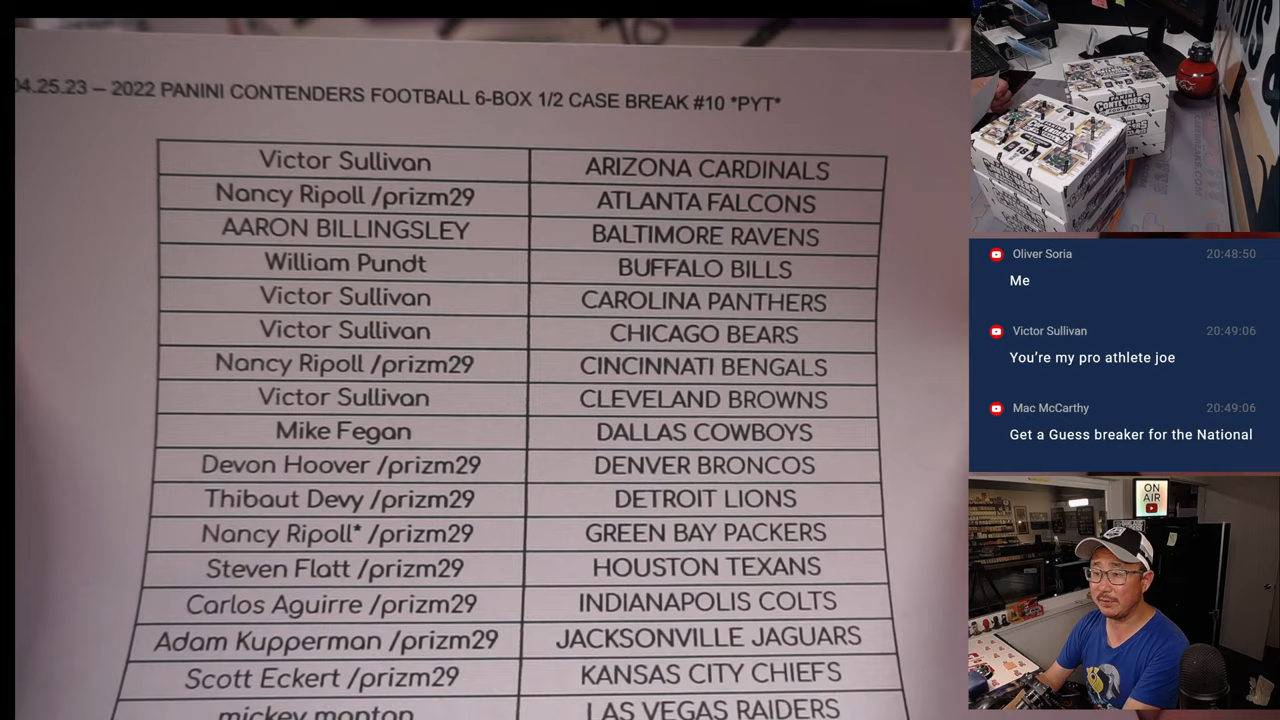 04.25.23 – 2022 PANINI CONTENDERS FOOTBALL 6-BOX 1/2 CASE BREAK #10 *PYT*
Victor Sullivan ARIZONA CARDINALS
Nancy Ripoll /prizm29 ATLANTA FALCONS
AARON BILLINGSLEY BALTIMORE RAVENS
William Pundt BUFFALO BILLS
Victor Sullivan CAROLINA PANTHERS
Victor Sullivan CHICAGO BEARS
Nancy Ripoll /prizm29 CINCINNATI BENGALS
Victor Sullivan CLEVELAND BROWNS
Mike Fegan DALLAS COWBOYS
Devon Hoover /prizm29 DENVER BRONCOS
Thibaut Devy /prizm29 DETROIT LIONS
Nancy Ripoll* /prizm29 GREEN BAY PACKERS
Steven Flatt /prizm29 HOUSTON TEXANS
Carlos Aguirre /prizm29 INDIANAPOLIS COLTS
Adam Kupperman /prizm29 JACKSONVILLE JAGUARS
Scott Eckert /prizm29 KANSAS CITY CHIEFS
mickey mantan LAS VEGAS RAIDERS
PANINI
CONTENDERS
Oliver Soria 20:48:50
Me
Victor Sullivan 20:49:06
You're my pro athlete joe
Mac McCarthy 20:49:06
Get a Guess breaker for the National
ON
AIR